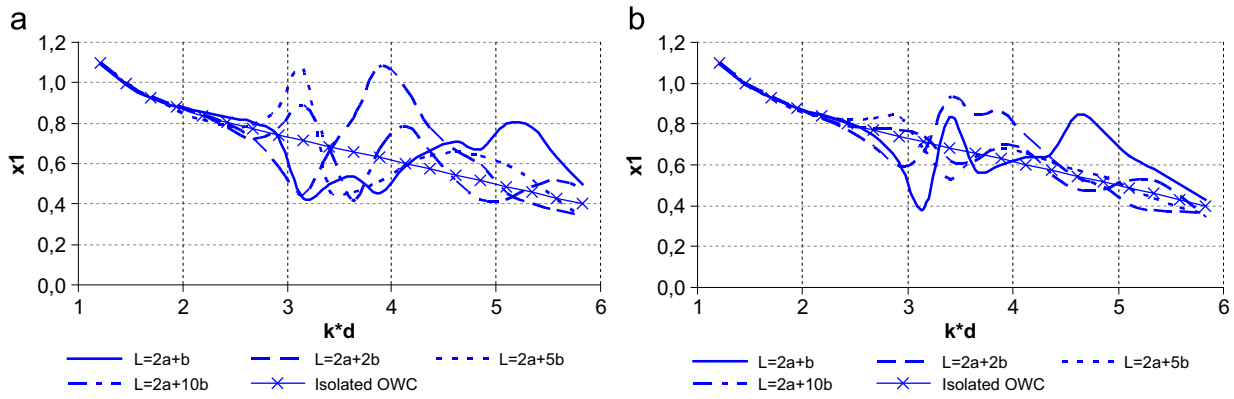 a
1,2
1,0
0,8
0,6
0,4
0,2
0,0
x1
1 2 3 4 5 6
k*d
L=2a+b L=2a+2b L=2a+5b
L=2a+10b Isolated OWC
b
1,2
1,0
0,8
0,6
0,4
0,2
0,0
x1
1 2 3 4 5 6
k*d
L=2a+b L=2a+2b L=2a+5b
L=2a+10b Isolated OWC